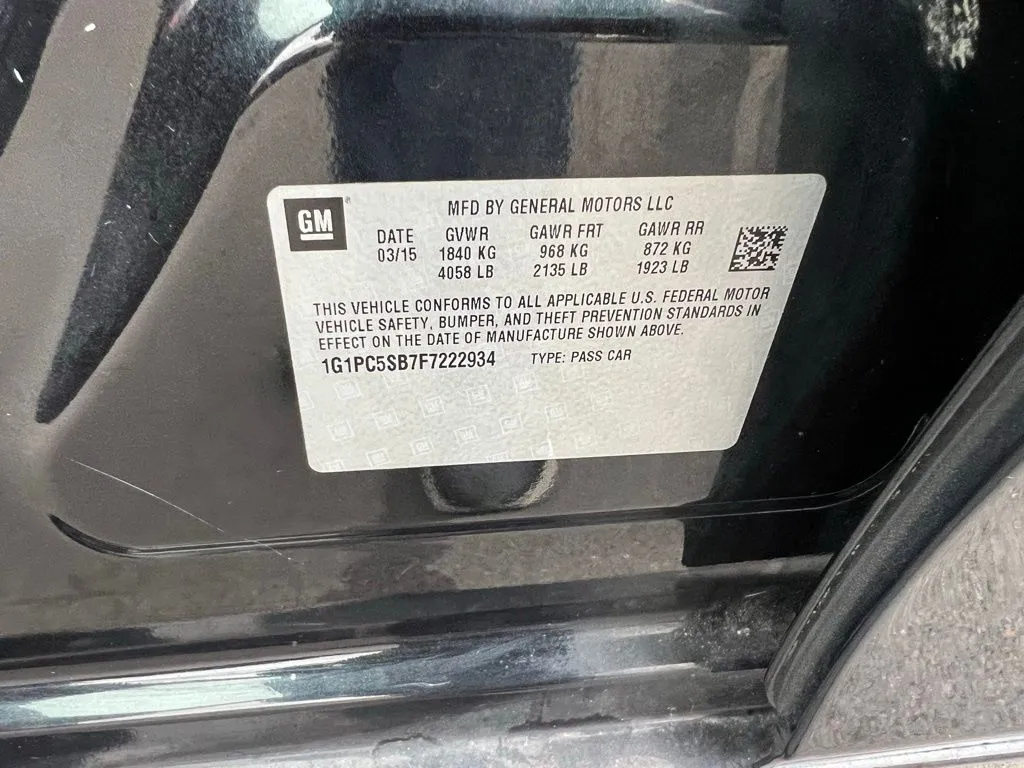 GM
MFD BY GENERAL MOTORS LLC
DATE GVWR GAWR FRT GAWR RR
03/15 1840 KG 968 KG 872 KG
4058 LB 2135 LB 1923 LB
THIS VEHICLE CONFORMS TO ALL APPLICABLE U.S. FEDERAL MOTOR
VEHICLE SAFETY, BUMPER, AND THEFT PREVENTION STANDARDS IN
EFFECT ON THE DATE OF MANUFACTURE SHOWN ABOVE.
1G1PC5SB7F7222934 TYPE: PASS CAR